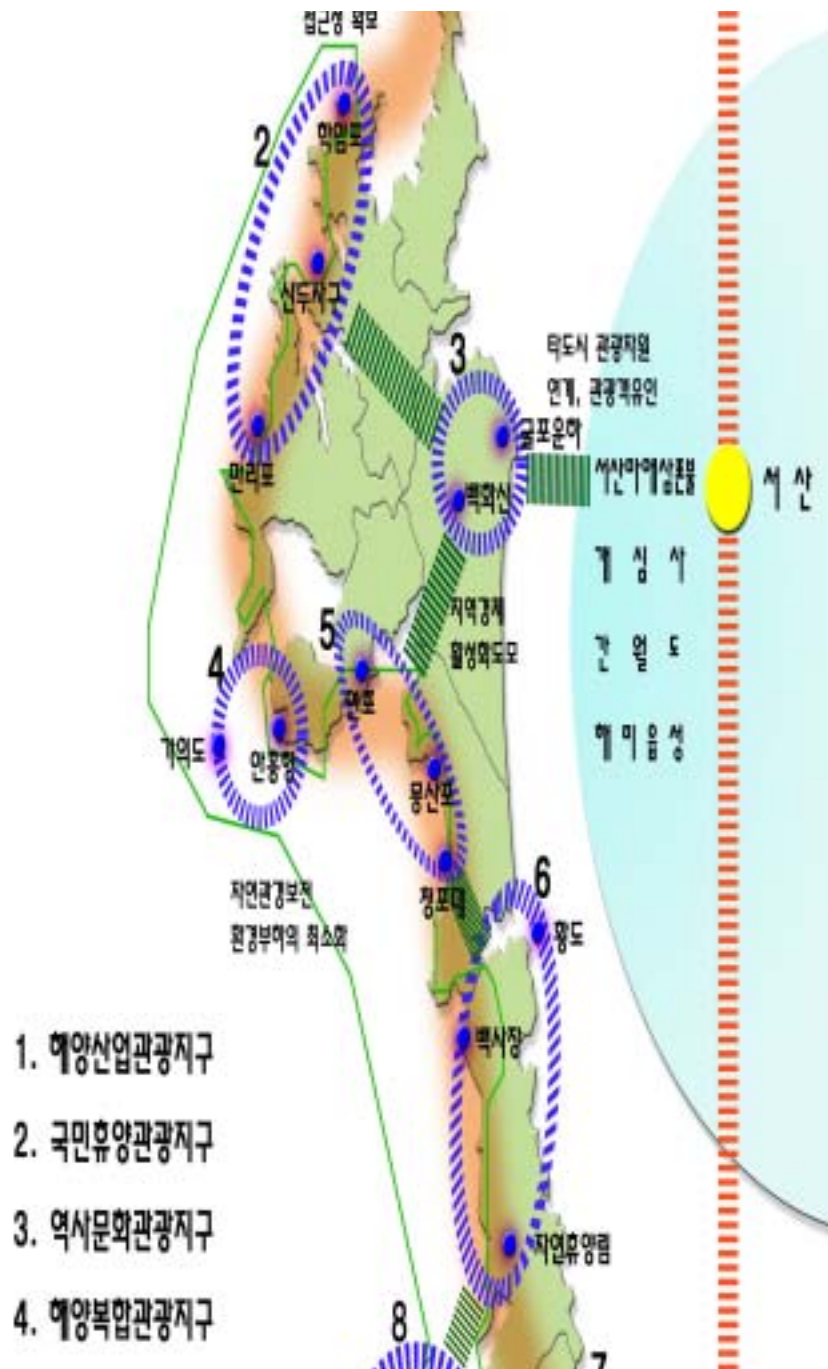 접근성 확보
2
학암포
신두지구
3
타도시 관광자원
연계, 관광객유인
굴포운하
만리포
백화산
서산마애삼존불
서 산
개 심 사
지역경제
활성화도모
5
4
간 월 도
안흥항
가의도
해 미 읍 성
몽산포
청포대
자연관경보전
환경부하의 최소화
6
황도
백사장
1. 해양산업관광지구
2. 국민휴양관광지구
3. 역사문화관광지구
자연휴양림
4. 해양복합관광지구
8
7